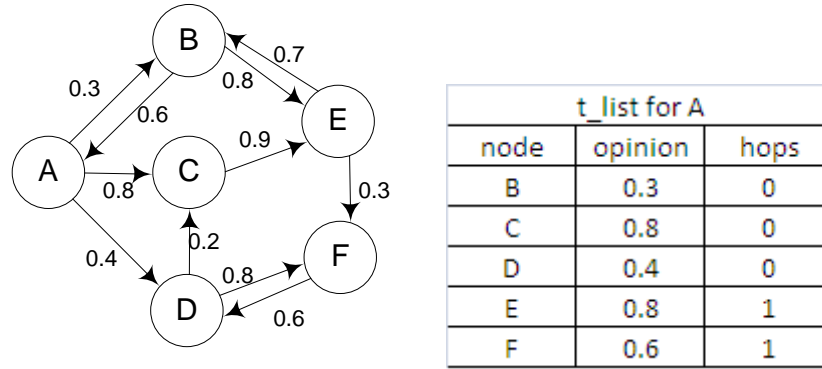 B
0.7
0.3
0.8
0.6
E
0.9
A
C
0.8
0.3
0.2
F
0.4
0.8
D
0.6
t_list for A
node opinion hops
B 0.3 0
C 0.8 0
D 0.4 0
E 0.8 1
F 0.6 1